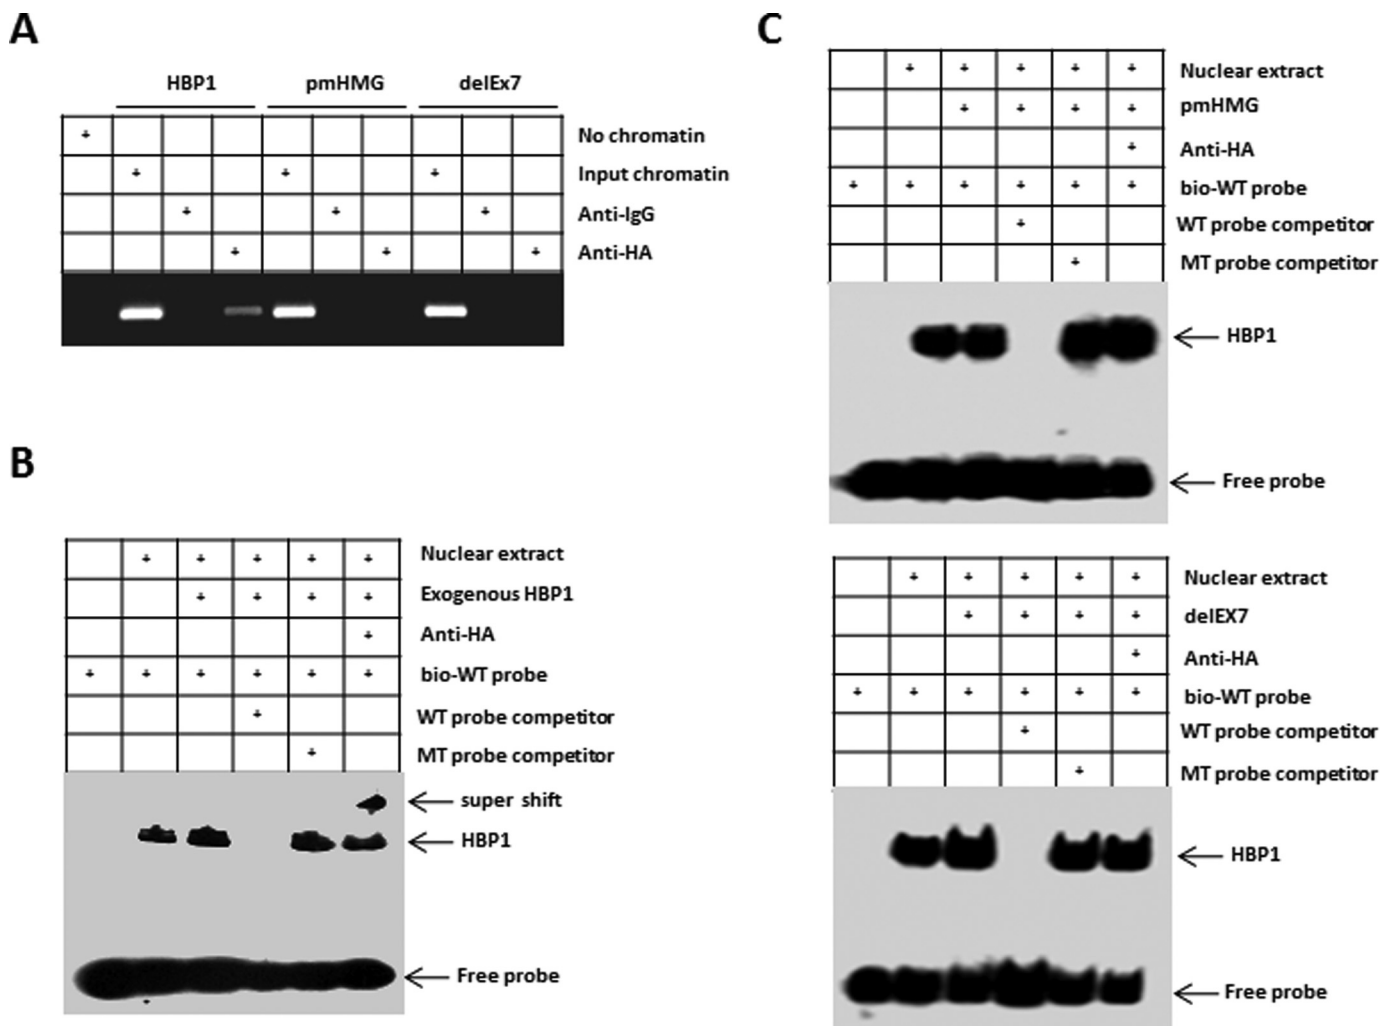 A
HBP1 pmHMG delEx7
+ No chromatin
+ + + Input chromatin
+ + + Anti-IgG
+ + + Anti-HA
B
+ + + + + Nuclear extract
+ + + + Exogenous HBP1
+ Anti-HA
+ + + + + + bio-WT probe
+ WT probe competitor
+ MT probe competitor
super shift
HBP1
Free probe
C
+ + + + + Nuclear extract
+ + + + pmHMG
+ Anti-HA
+ + + + + + bio-WT probe
+ WT probe competitor
+ MT probe competitor
HBP1
Free probe
+ + + + + Nuclear extract
+ + + + delEX7
+ Anti-HA
+ + + + + + bio-WT probe
+ WT probe competitor
+ MT probe competitor
HBP1
Free probe